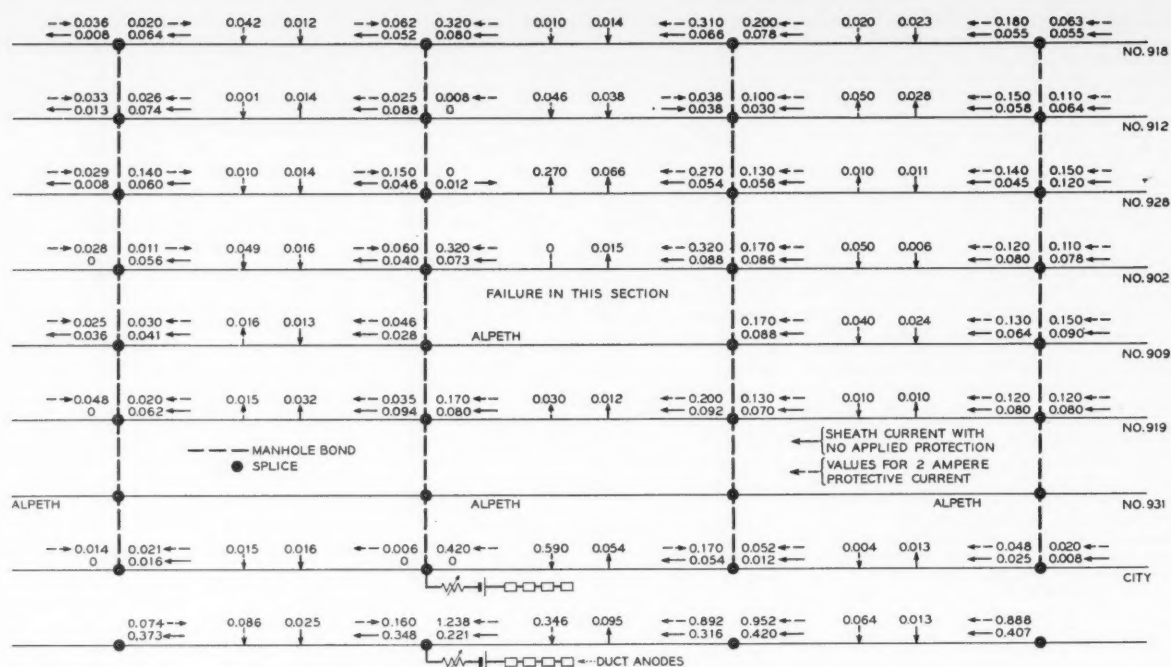 0.036 0.020 0.042 0.012 0.062 0.320 0.010 0.014 0.310 0.200 0.020 0.023 0.180 0.063
0.008 0.064 0.052 0.080 0.066 0.078 0.055 0.055
NO. 918
0.033 0.026 0.001 0.014 0.025 0.008 0.046 0.038 0.038 0.100 0.050 0.028 0.150 0.110
0.013 0.074 0.088 0 0.038 0.030 0.058 0.064
NO. 912
0.029 0.140 0.010 0.014 0.150 0 0.270 0.066 0.270 0.130 0.010 0.011 0.140 0.150
0.008 0.060 0.046 0.012 0.054 0.056 0.045 0.120
NO. 928
0.028 0.011 0.049 0.016 0.060 0.320 0 0.015 0.320 0.170 0.050 0.006 0.120 0.110
0 0.056 0.040 0.073 0.088 0.086 0.080 0.078
NO. 902
FAILURE IN THIS SECTION
0.025 0.030 0.016 0.013 0.046 0.170 0.040 0.024 0.130 0.150
0.036 0.041 0.028 ALPETH 0.088 0.064 0.090
NO. 909
0.048 0.020 0.015 0.032 0.035 0.170 0.030 0.012 0.200 0.130 0.010 0.010 0.120 0.120
0 0.062 0.094 0.080 0.092 0.070 0.080 0.080
NO. 919
MANHOLE BOND
SPLICE
SHEATH CURRENT WITH
NO APPLIED PROTECTION
VALUES FOR 2 AMPERE
PROTECTIVE CURRENT
ALPETH ALPETH ALPETH NO. 931
0.014 0.021 0.015 0.016 0.006 0.420 0.590 0.054 0.170 0.052 0.004 0.013 0.048 0.020
0 0.016 0 0 0.054 0.012 0.025 0.008
CITY
0.074 0.086 0.025 0.160 1.238 0.346 0.095 0.892 0.952 0.064 0.013 0.888
0.373 0.348 0.221 0.316 0.420 0.407
DUCT ANODES